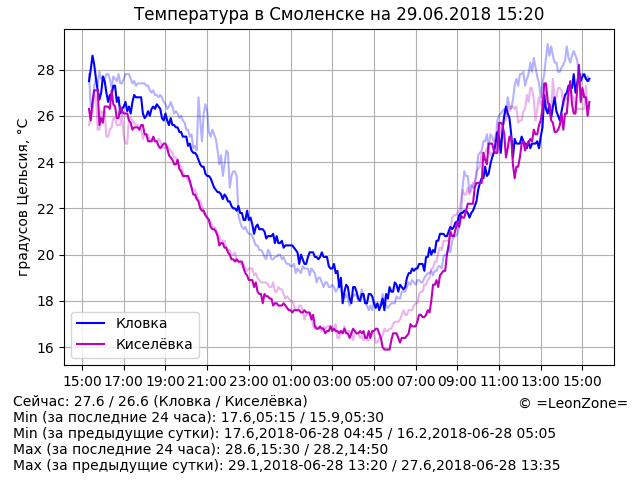 Температура в Смоленске на 29.06.2018 15:20
градусов Цельсия, °C
28
26
24
22
20
18
16
Кловка
Киселёвка
15:00 17:00 19:00 21:00 23:00 01:00 03:00 05:00 07:00 09:00 11:00 13:00 15:00
Сейчас: 27.6 / 26.6 (Кловка / Киселёвка)
© =LeonZone=
Min (за последние 24 часа): 17.6,05:15 / 15.9,05:30
Min (за предыдущие сутки): 17.6,2018-06-28 04:45 / 16.2,2018-06-28 05:05
Max (за последние 24 часа): 28.6,15:30 / 28.2,14:50
Max (за предыдущие сутки): 29.1,2018-06-28 13:20 / 27.6,2018-06-28 13:35